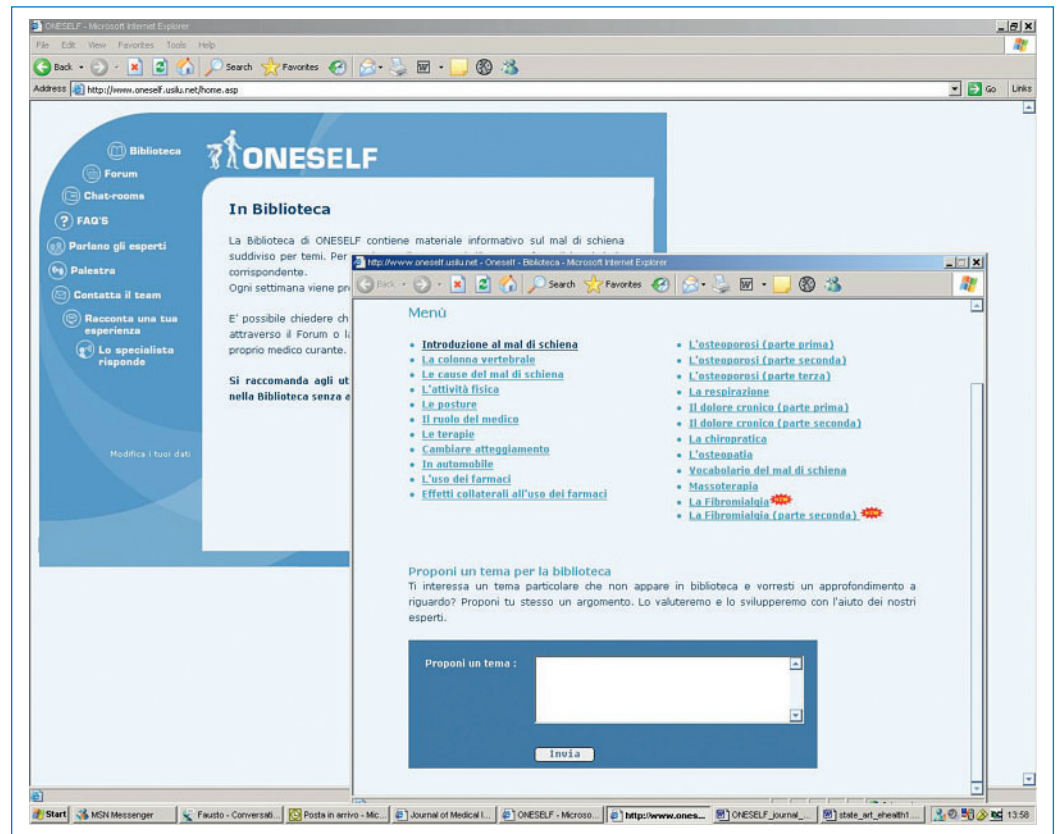 ONESELF - Microsoft Internet Explorer
File Edit View Favorites Tools Help
Back Search Favorites
Address http://www.oneself.usilu.net/home.asp Go Links
Biblioteca
Forum
Chat-rooms
FAQ'S
Parlano gli esperti
Palestra
Contatta il team
Racconta una tua
esperienza
Lo specialista
risponde
Modifica i tuoi dati
ONESELF
In Biblioteca
La Biblioteca di ONESELF contiene materiale informativo sul mal di schiena
suddiviso per temi. Per
corrispondente.
Ogni settimana viene
E' possibile chiedere
attraverso il Forum o
proprio medico curante.
Si raccomanda agli
nella Biblioteca senza
http://www.oneself.usilu.net - Oneself - Biblioteca - Microsoft Internet Explorer
Back Search Favorites
Menù
Introduzione al mal di schiena
La colonna vertebrale
Le cause del mal di schiena
L'attività fisica
Le posture
Il ruolo del medico
Le terapie
Cambiare atteggiamento
In automobile
L'uso dei farmaci
Effetti collaterali all'uso dei farmaci
L'osteoporosi (parte prima)
L'osteoporosi (parte seconda)
L'osteoporosi (parte terza)
La respirazione
Il dolore cronico (parte prima)
Il dolore cronico (parte seconda)
La chiropratica
L'osteopatia
Vocabolario del mal di schiena
Massoterapia
La Fibromialgia NEW
La Fibromialgia (parte seconda) NEW
Proponi un tema per la biblioteca
Ti interessa un tema particolare che non appare in biblioteca e vorresti un approfondimento a
riguardo? Proponi tu stesso un argomento. Lo valuteremo e lo svilupperemo con l'aiuto dei nostri
esperti.
Proponi un tema :
Invia
Start MSN Messenger Fausto - Conversati... Posta in arrivo - Mic... Journal of Medical I... ONESELF - Microso... http://www.ones... ONESELF_journal_... state_art_ehealth1... 13:58